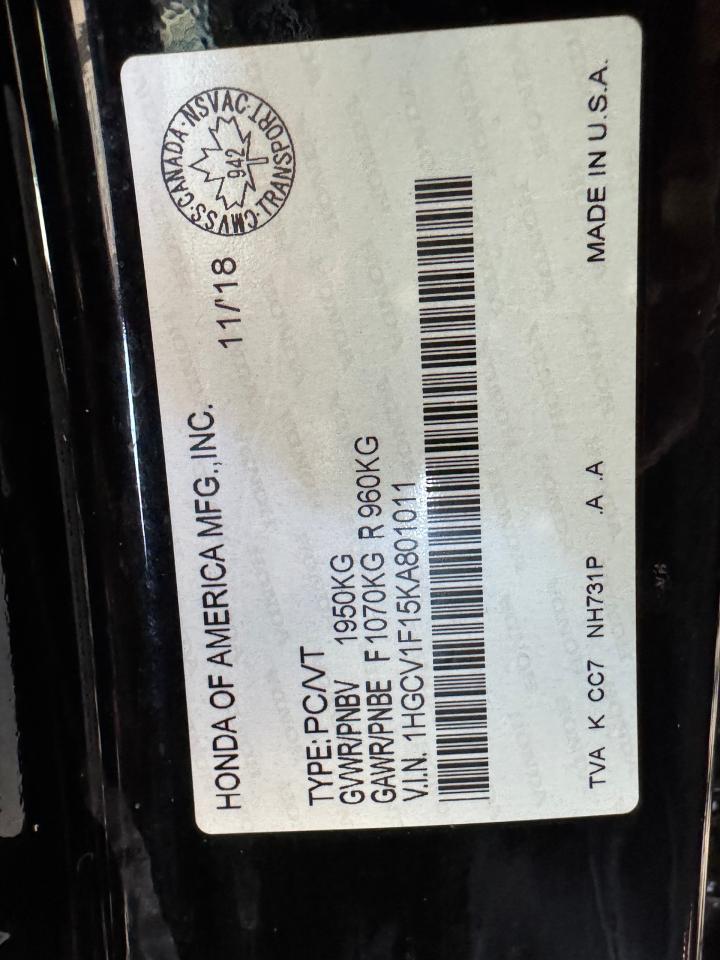 HONDA OF AMERICA MFG.,INC. 11/'18
CMVSS·CANADA·NSVAC·TRANSPORT·
942
TYPE:PC/VT
GVWR/PNBV 1950KG
GAWR/PNBE F 1070KG R 960KG
V.I.N. 1HGCV1F15KA801011
TVA K CC7 NH731P .A .A MADE IN U.S.A.